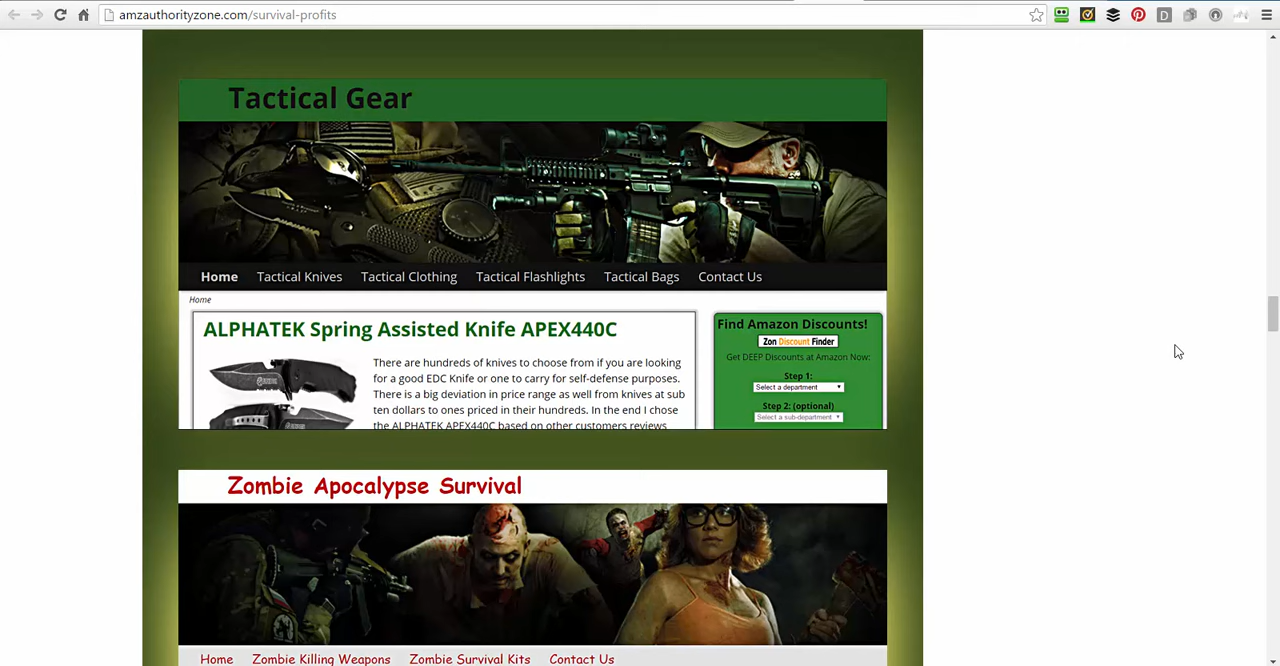 amzauthorityzone.com/survival-profits
Tactical Gear
Home Tactical Knives Tactical Clothing Tactical Flashlights Tactical Bags Contact Us
Home
ALPHATEK Spring Assisted Knife APEX440C
There are hundreds of knives to choose from if you are looking
for a good EDC Knife or one to carry for self-defense purposes.
There is a big deviation in price range as well from knives at sub
ten dollars to ones priced in their hundreds. In the end I chose
the ALPHATEK APEX440C based on other customers reviews
Find Amazon Discounts!
Zon Discount Finder
Get DEEP Discounts at Amazon Now:
Step 1:
Select a department
Step 2: (optional)
Select a sub-department
Zombie Apocalypse Survival
Home Zombie Killing Weapons Zombie Survival Kits Contact Us